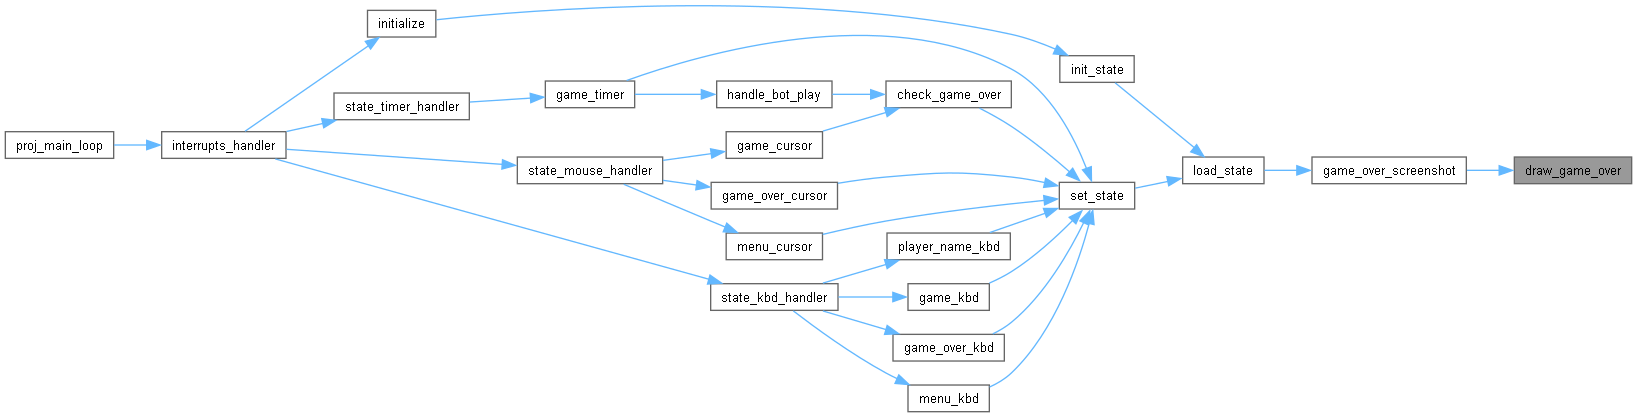 initialize
init_state
game_timer
handle_bot_play
check_game_over
state_timer_handler
proj_main_loop
interrupts_handler
game_cursor
state_mouse_handler
load_state
game_over_screenshot
draw_game_over
game_over_cursor
set_state
menu_cursor
player_name_kbd
state_kbd_handler
game_kbd
game_over_kbd
menu_kbd